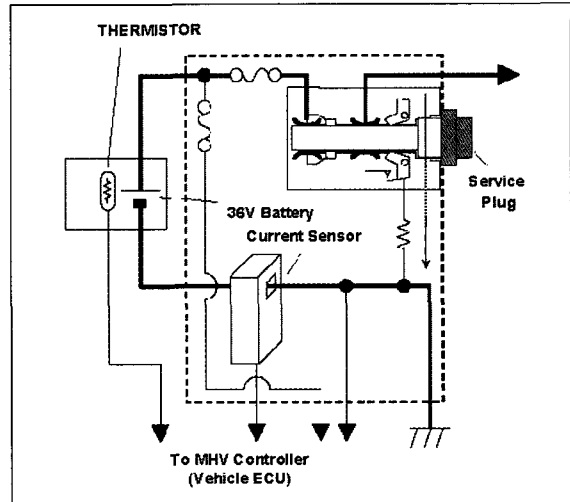 THERMISTOR
Service
Plug
36V Battery
Current Sensor
To MHV Controller
(Vehicle ECU)